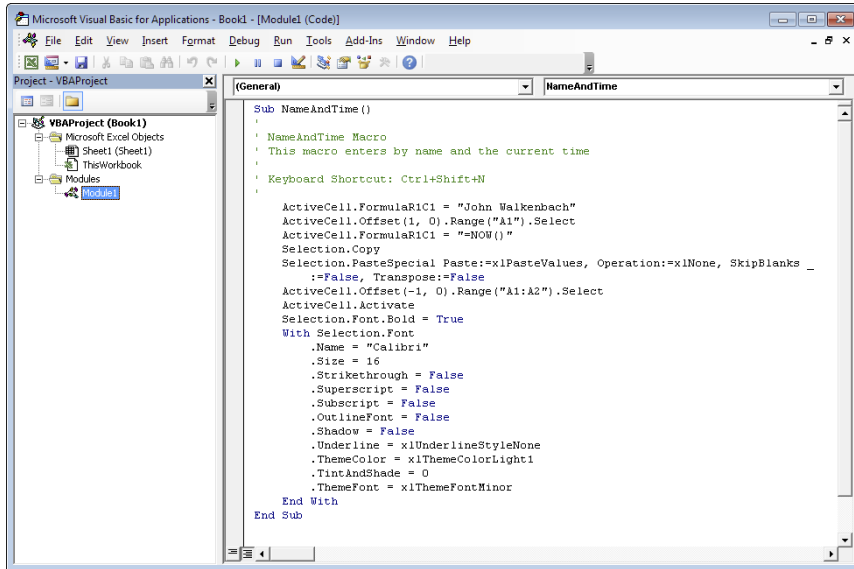 Microsoft Visual Basic for Applications - Book1 - [Module1 (Code)]
File Edit View Insert Format Debug Run Tools Add-Ins Window Help
Project - VBAProject
VBAProject (Book1)
Microsoft Excel Objects
Sheet1 (Sheet1)
ThisWorkbook
Modules
Module1
(General) NameAndTime
Sub NameAndTime()
'
' NameAndTime Macro
' This macro enters by name and the current time
'
' Keyboard Shortcut: Ctrl+Shift+N
'
ActiveCell.FormulaR1C1 = "John Walkenbach"
ActiveCell.Offset(1, 0).Range("A1").Select
ActiveCell.FormulaR1C1 = "=NOW()"
Selection.Copy
Selection.PasteSpecial Paste:=xlPasteValues, Operation:=xlNone, SkipBlanks _
:=False, Transpose:=False
ActiveCell.Offset(-1, 0).Range("A1:A2").Select
ActiveCell.Activate
Selection.Font.Bold = True
With Selection.Font
.Name = "Calibri"
.Size = 16
.Strikethrough = False
.Superscript = False
.Subscript = False
.OutlineFont = False
.Shadow = False
.Underline = xlUnderlineStyleNone
.ThemeColor = xlThemeColorLight1
.TintAndShade = 0
.ThemeFont = xlThemeFontMinor
End With
End Sub